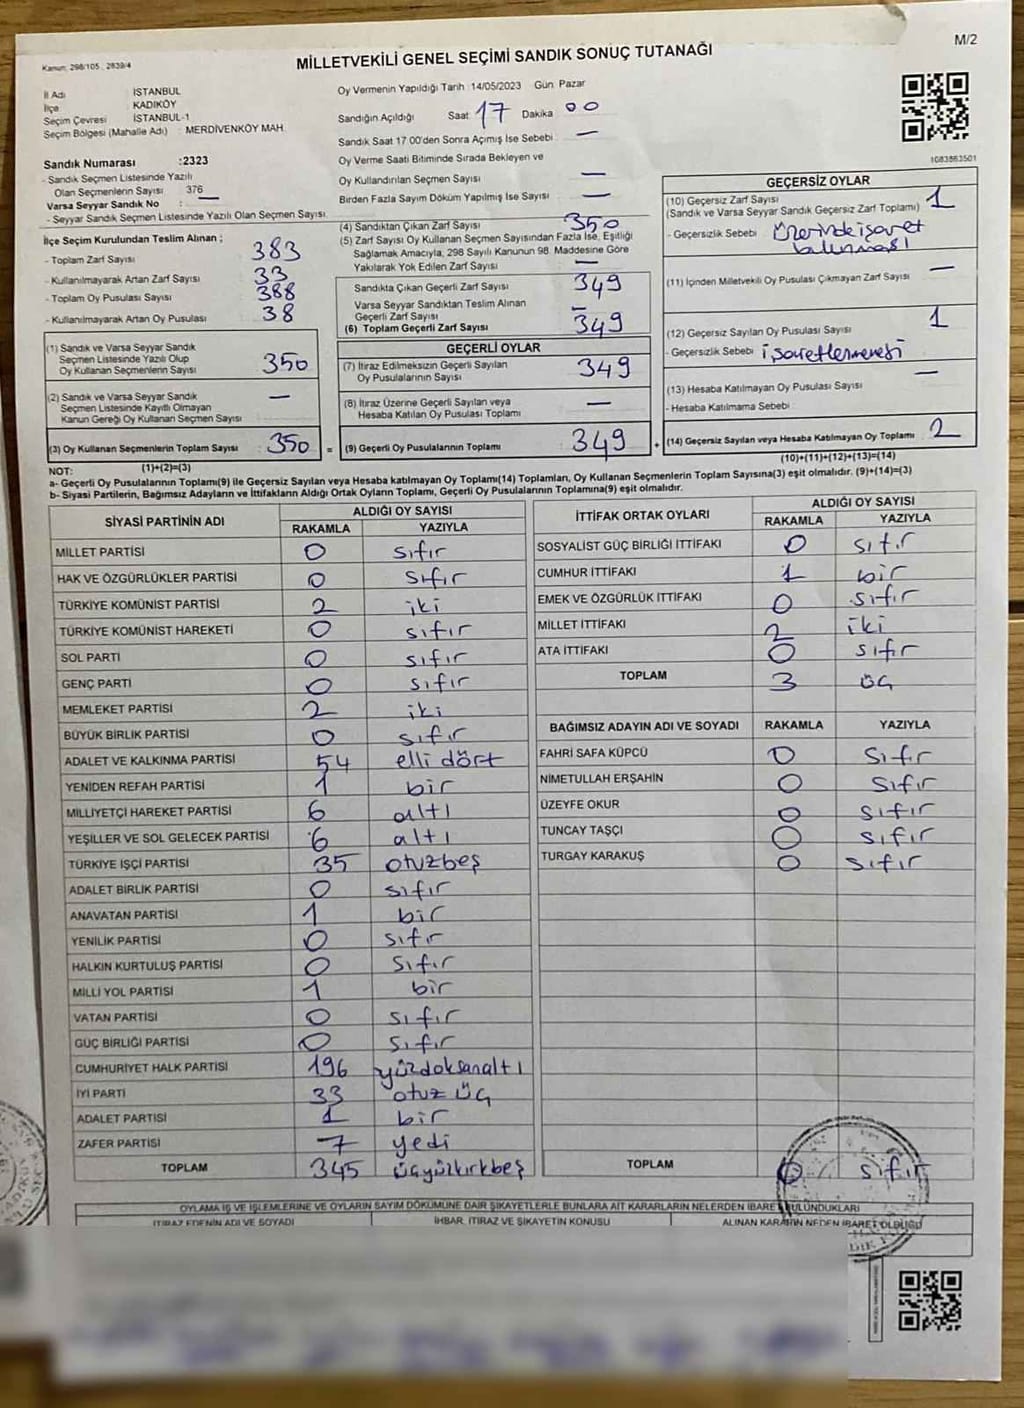 M/2
Kanun: 298/105, 2839/4
MİLLETVEKİLİ GENEL SEÇİMİ SANDIK SONUÇ TUTANAĞI
İl Adı : İSTANBUL
İlçe : KADIKÖY
Seçim Çevresi : İSTANBUL-1
Seçim Bölgesi (Mahalle Adı) : MERDİVENKÖY MAH.
Sandık Numarası :2323
- Sandık Seçmen Listesinde Yazılı
Olan Seçmenlerin Sayısı : 376
Varsa Seyyar Sandık No : —
- Seyyar Sandık Seçmen Listesinde Yazılı Olan Seçmen Sayısı:
İlçe Seçim Kurulundan Teslim Alınan ;
- Toplam Zarf Sayısı : 383
- Kullanılmayarak Artan Zarf Sayısı : 33
- Toplam Oy Pusulası Sayısı : 388
- Kullanılmayarak Artan Oy Pusulası : 38
(1) Sandık ve Varsa Seyyar Sandık
Seçmen Listesinde Yazılı Olup
Oy Kullanan Seçmenlerin Sayısı : 350
(2) Sandık ve Varsa Seyyar Sandık
Seçmen Listesinde Kayıtlı Olmayan
Kanun Gereği Oy Kullanan Seçmen Sayısı : —
(3) Oy Kullanan Seçmenlerin Toplam Sayısı : 350 =
(1)+(2)=(3)
Oy Vermenin Yapıldığı Tarih :14/05/2023 Gün: Pazar
Sandığın Açıldığı : Saat: 17 Dakika : 00
Sandık Saat 17.00'den Sonra Açılmış İse Sebebi : —
Oy Verme Saati Bitiminde Sırada Bekleyen ve
Oy Kullandırılan Seçmen Sayısı : —
Birden Fazla Sayım Döküm Yapılmış İse Sayısı : —
(4) Sandıktan Çıkan Zarf Sayısı : 350
(5) Zarf Sayısı Oy Kullanan Seçmen Sayısından Fazla İse, Eşitliği
Sağlamak Amacıyla, 298 Sayılı Kanunun 98. Maddesine Göre
Yakılarak Yok Edilen Zarf Sayısı : —
Sandıkta Çıkan Geçerli Zarf Sayısı : 349
Varsa Seyyar Sandıktan Teslim Alınan
Geçerli Zarf Sayısı : —
(6) Toplam Geçerli Zarf Sayısı : 349
GEÇERLİ OYLAR
(7) İtiraz Edilmeksizin Geçerli Sayılan
Oy Pusulalarının Sayısı : 349
(8) İtiraz Üzerine Geçerli Sayılan veya
Hesaba Katılan Oy Pusulası Toplamı : —
(9) Geçerli Oy Pusulalarının Toplamı : 349 +
1083863501
GEÇERSİZ OYLAR
(10) Geçersiz Zarf Sayısı : 1
(Sandık ve Varsa Seyyar Sandık Geçersiz Zarf Toplamı)
- Geçersizlik Sebebi : Üzerinde işaret
bulunması
(11) İçinden Milletvekili Oy Pusulası Çıkmayan Zarf Sayısı : —
(12) Geçersiz Sayılan Oy Pusulası Sayısı : 1
- Geçersizlik Sebebi : işaretlenmemesi
(13) Hesaba Katılmayan Oy Pusulası Sayısı : —
- Hesaba Katılmama Sebebi :
(14) Geçersiz Sayılan veya Hesaba Katılmayan Oy Toplamı : 2
(10)+(11)+(12)+(13)=(14)
NOT:
a- Geçerli Oy Pusulalarının Toplamı(9) ile Geçersiz Sayılan veya Hesaba katılmayan Oy Toplamı(14) Toplamları, Oy Kullanan Seçmenlerin Toplam Sayısına(3) eşit olmalıdır. (9)+(14)=(3)
b- Siyasi Partilerin, Bağımsız Adayların ve İttifakların Aldığı Ortak Oyların Toplamı, Geçerli Oy Pusulalarının Toplamına(9) eşit olmalıdır.
SİYASİ PARTİNİN ADI ALDIĞI OY SAYISI
RAKAMLA YAZIYLA
MİLLET PARTİSİ 0 sıfır
HAK VE ÖZGÜRLÜKLER PARTİSİ 0 sıfır
TÜRKİYE KOMÜNİST PARTİSİ 2 iki
TÜRKİYE KOMÜNİST HAREKETİ 0 sıfır
SOL PARTİ 0 sıfır
GENÇ PARTİ 0 sıfır
MEMLEKET PARTİSİ 2 iki
BÜYÜK BİRLİK PARTİSİ 0 sıfır
ADALET VE KALKINMA PARTİSİ 54 elli dört
YENİDEN REFAH PARTİSİ 1 bir
MİLLİYETÇİ HAREKET PARTİSİ 6 altı
YEŞİLLER VE SOL GELECEK PARTİSİ 6 altı
TÜRKİYE İŞÇİ PARTİSİ 35 otuzbeş
ADALET BİRLİK PARTİSİ 0 sıfır
ANAVATAN PARTİSİ 1 bir
YENİLİK PARTİSİ 0 sıfır
HALKIN KURTULUŞ PARTİSİ 0 sıfır
MİLLİ YOL PARTİSİ 1 bir
VATAN PARTİSİ 0 sıfır
GÜÇ BİRLİĞİ PARTİSİ 0 sıfır
CUMHURİYET HALK PARTİSİ 196 yüzdoksanaltı
İYİ PARTİ 33 otuz üç
ADALET PARTİSİ 1 bir
ZAFER PARTİSİ 7 yedi
TOPLAM 345 üçyüzkırkbeş
İTTİFAK ORTAK OYLARI ALDIĞI OY SAYISI
RAKAMLA YAZIYLA
SOSYALİST GÜÇ BİRLİĞİ İTTİFAKI 0 sıfır
CUMHUR İTTİFAKI 1 bir
EMEK VE ÖZGÜRLÜK İTTİFAKI 0 sıfır
MİLLET İTTİFAKI 2 iki
ATA İTTİFAKI 0 sıfır
TOPLAM 3 üç
BAĞIMSIZ ADAYIN ADI VE SOYADI RAKAMLA YAZIYLA
FAHRİ SAFA KÜPCÜ 0 sıfır
NİMETULLAH ERŞAHİN 0 sıfır
ÜZEYFE OKUR 0 sıfır
TUNCAY TAŞÇI 0 sıfır
TURGAY KARAKUŞ 0 sıfır
TOPLAM 0 sıfır
OYLAMA İŞ VE İŞLEMLERİNE VE OYLARIN SAYIM DÖKÜMÜNE DAİR ŞİKAYETLERLE BUNLARA AİT KARARLARIN NELERDEN İBARET BULUNDUKLARI
İTİRAZ EDENİN ADI VE SOYADI İHBAR, İTİRAZ VE ŞİKAYETİN KONUSU ALINAN KARARIN NEDEN İBARET OLDUĞU